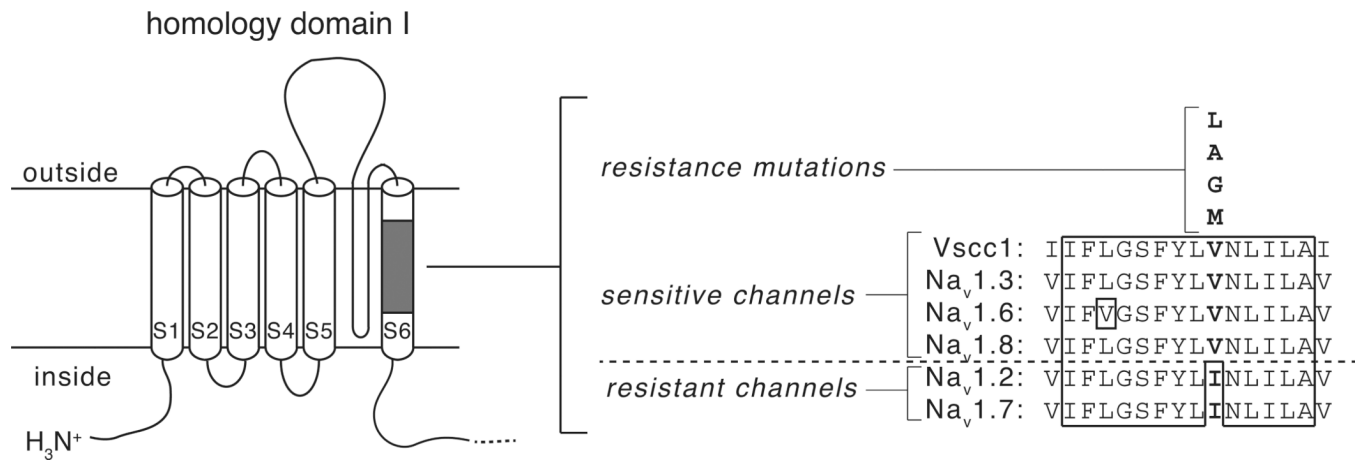 homology domain I
outside
inside
S1 S2 S3 S4 S5 S6
H₃N⁺
resistance mutations
L
A
G
M
sensitive channels
Vscc1: IIFLGSFYLVNLILAI
Naᵥ1.3: VIFLGSFYLVNLILAV
Naᵥ1.6: VIFVGSFYLVNLILAV
Naᵥ1.8: VIFLGSFYLVNLILAV
resistant channels
Naᵥ1.2: VIFLGSFYLINLILAV
Naᵥ1.7: VIFLGSFYLINLILAV